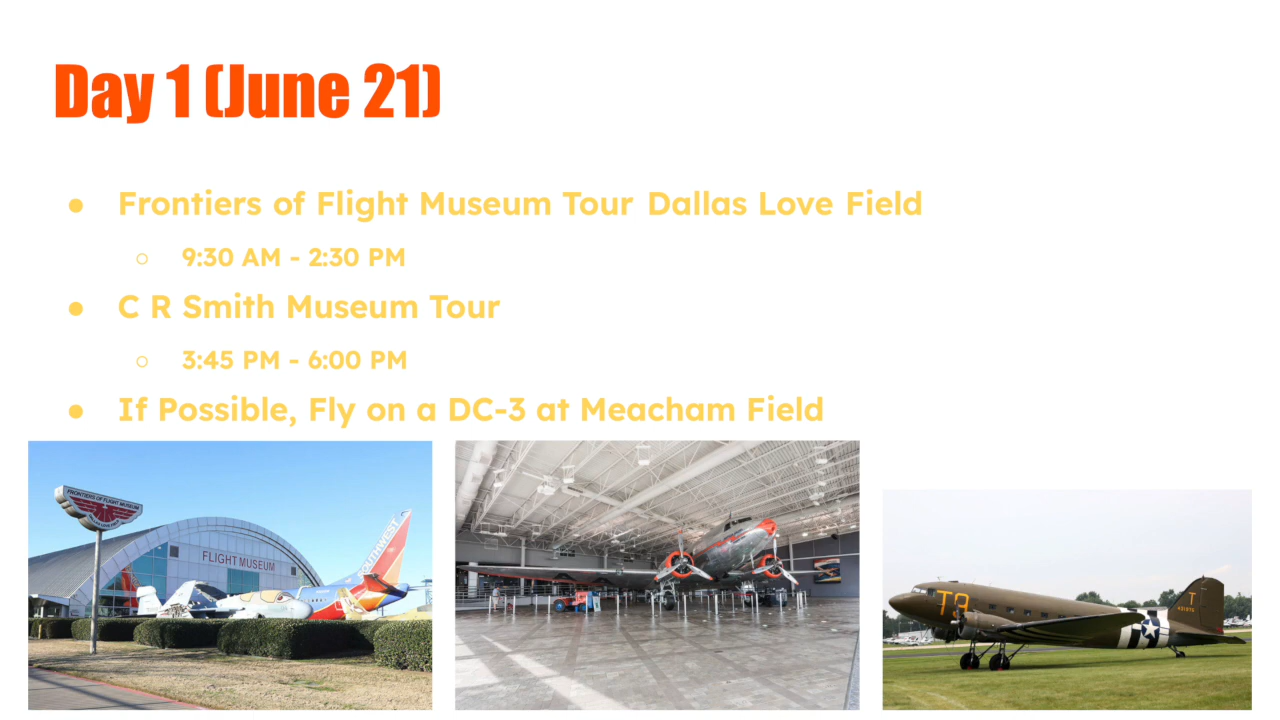 Day 1 (June 21)
● Frontiers of Flight Museum Tour Dallas Love Field
○ 9:30 AM - 2:30 PM
● C R Smith Museum Tour
○ 3:45 PM - 6:00 PM
● If Possible, Fly on a DC-3 at Meacham Field
FRONTIERS OF FLIGHT MUSEUM
FLIGHT MUSEUM
SOUTHWEST
T9
T